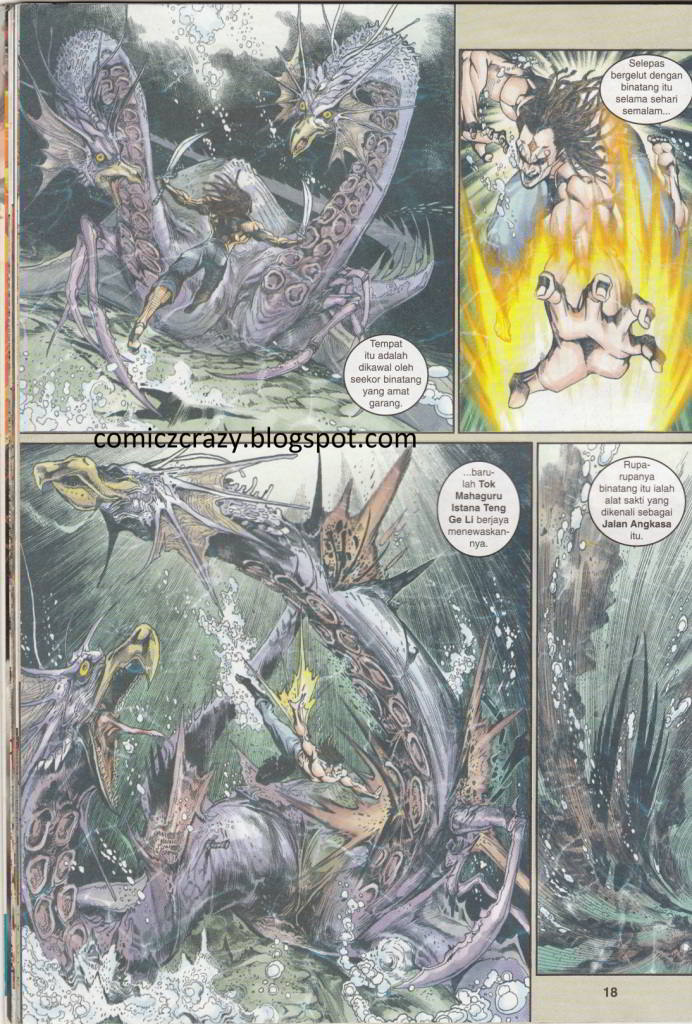 Tempat
itu adalah
dikawal oleh
seekor binatang
yang amat
garang.
Selepas
bergelut dengan
binatang itu
selama sehari
semalam...
comiczcrazy.blogspot.com
...baru-
lah Tok
Mahaguru
Istana Teng
Ge Li berjaya
menewaskan-
nya.
Rupa-
rupanya
binatang itu ialah
alat sakti yang
dikenali sebagai
Jalan Angkasa
itu.
18